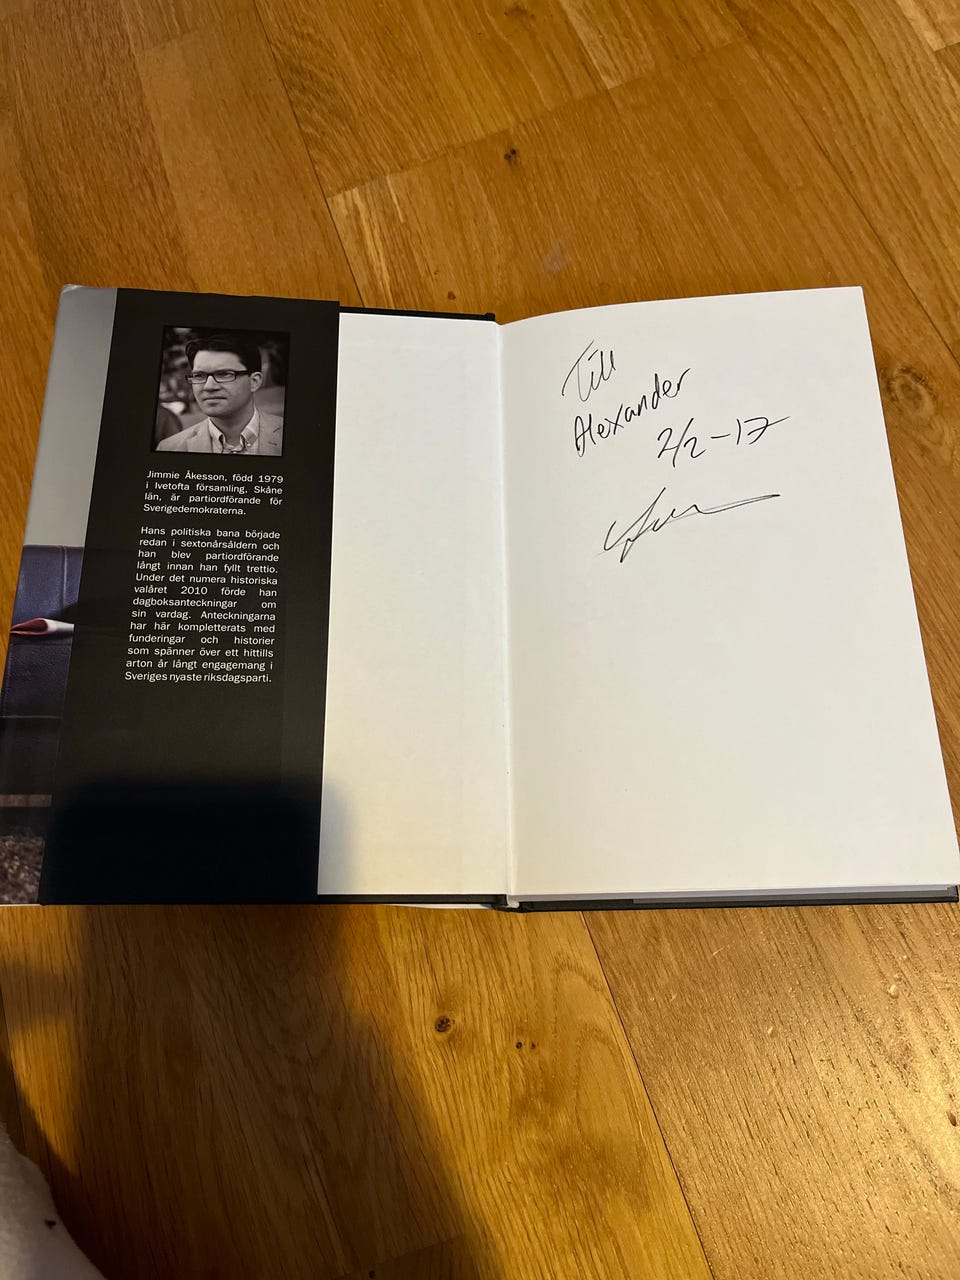 Jimmie Åkesson, född 1979
i Ivetofta församling, Skåne
län, är partiordförande för
Sverigedemokraterna.
Hans politiska bana började
redan i sextonårsåldern och
han blev partiordförande
långt innan han fyllt trettio.
Under det numera historiska
valåret 2010 förde han
dagboksanteckningar om
sin vardag. Anteckningarna
har här kompletterats med
funderingar och historier
som spänner över ett hittills
arton år långt engagemang i
Sveriges nyaste riksdagsparti.
Till
Alexander
2/2-17